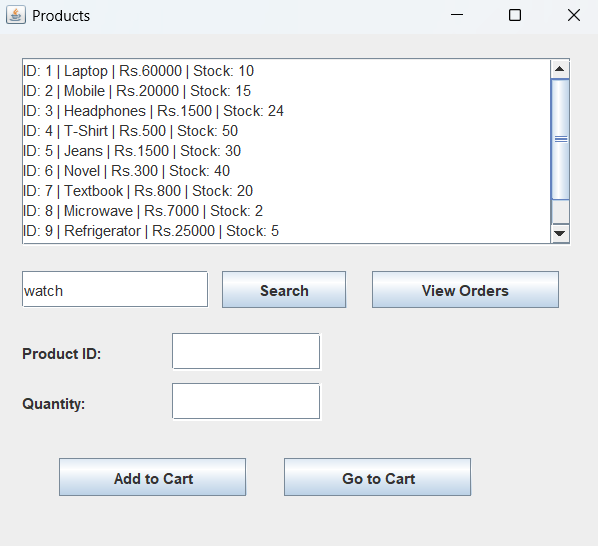 Products
ID: 1 | Laptop | Rs.60000 | Stock: 10
ID: 2 | Mobile | Rs.20000 | Stock: 15
ID: 3 | Headphones | Rs.1500 | Stock: 24
ID: 4 | T-Shirt | Rs.500 | Stock: 50
ID: 5 | Jeans | Rs.1500 | Stock: 30
ID: 6 | Novel | Rs.300 | Stock: 40
ID: 7 | Textbook | Rs.800 | Stock: 20
ID: 8 | Microwave | Rs.7000 | Stock: 2
ID: 9 | Refrigerator | Rs.25000 | Stock: 5
watch Search View Orders
Product ID:
Quantity:
Add to Cart Go to Cart